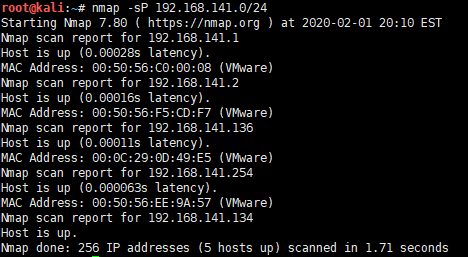 root@kali:~# nmap -sP 192.168.141.0/24
Starting Nmap 7.80 ( https://nmap.org ) at 2020-02-01 20:10 EST
Nmap scan report for 192.168.141.1
Host is up (0.00028s latency).
MAC Address: 00:50:56:C0:00:08 (VMware)
Nmap scan report for 192.168.141.2
Host is up (0.00016s latency).
MAC Address: 00:50:56:F5:CD:F7 (VMware)
Nmap scan report for 192.168.141.136
Host is up (0.00011s latency).
MAC Address: 00:0C:29:0D:49:E5 (VMware)
Nmap scan report for 192.168.141.254
Host is up (0.000063s latency).
MAC Address: 00:50:56:EE:9A:57 (VMware)
Nmap scan report for 192.168.141.134
Host is up.
Nmap done: 256 IP addresses (5 hosts up) scanned in 1.71 seconds